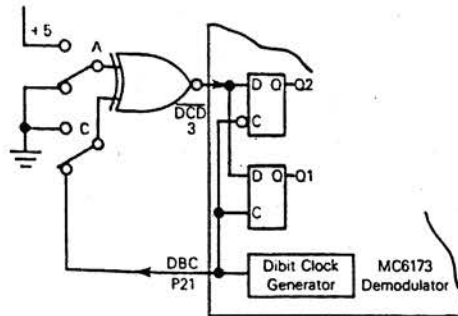 +5
A
C
DCD
3
D Q Q2
C
D Q Q1
C
DBC
P21
Dibit Clock
Generator
MC6173
Demodulator